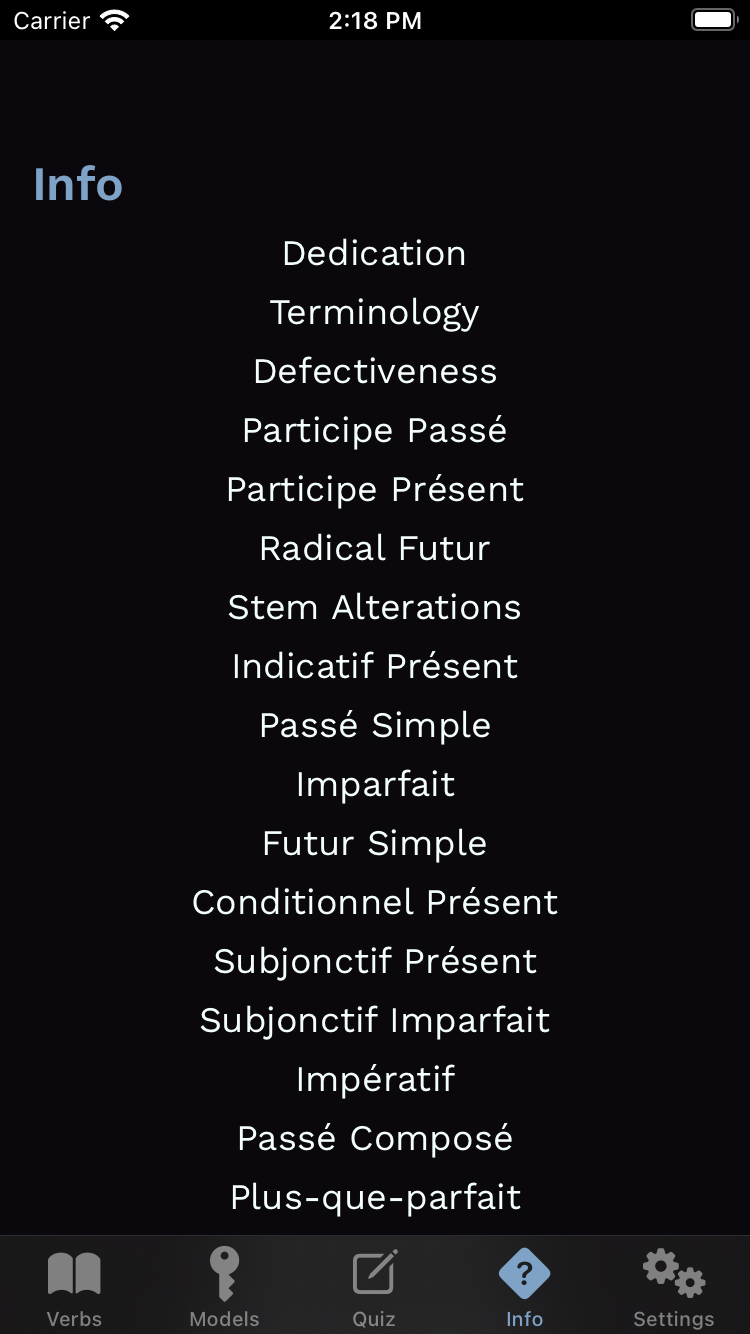 Carrier 2:18 PM
Info
Dedication
Terminology
Defectiveness
Participe Passé
Participe Présent
Radical Futur
Stem Alterations
Indicatif Présent
Passé Simple
Imparfait
Futur Simple
Conditionnel Présent
Subjonctif Présent
Subjonctif Imparfait
Impératif
Passé Composé
Plus-que-parfait
?
Verbs Models Quiz Info Settings